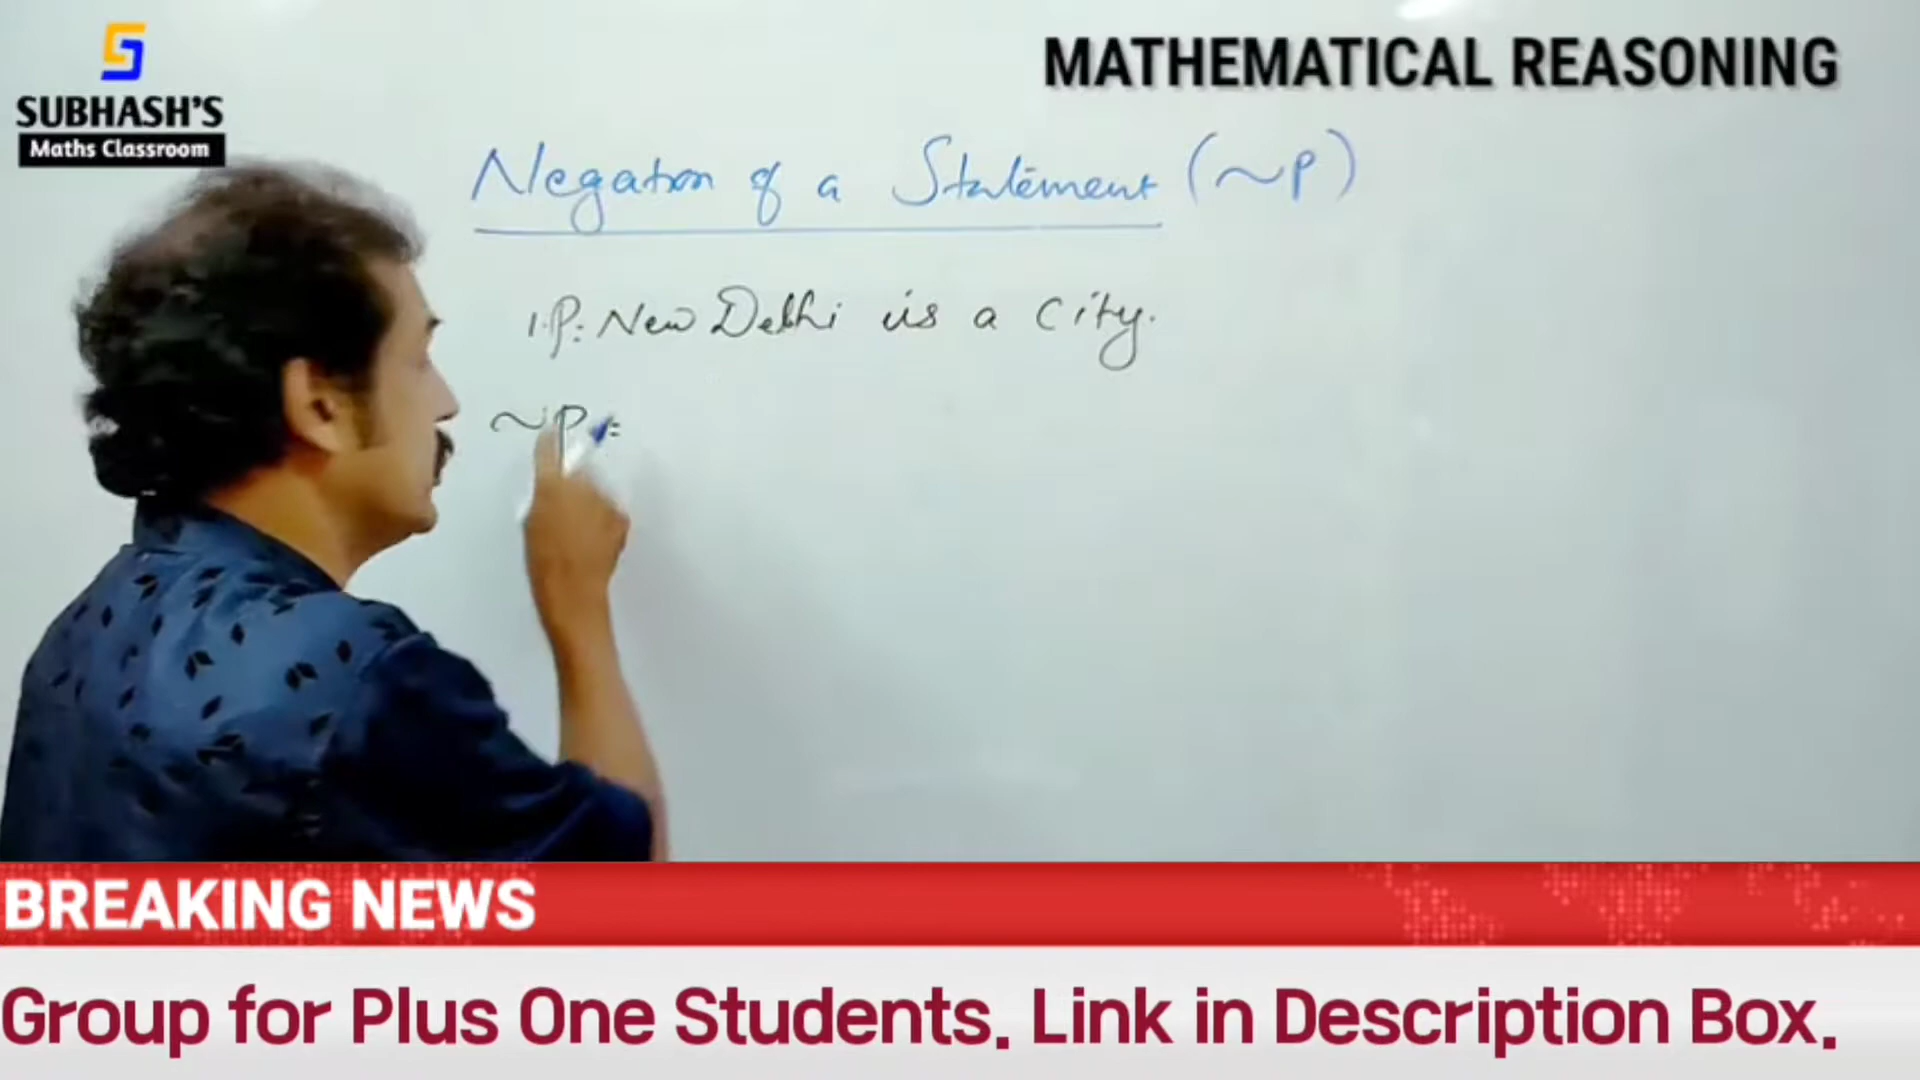 SUBHASH'S
Maths Classroom
MATHEMATICAL REASONING
Negation of a Statement (~p)
1. P: New Delhi is a City.
~P :
BREAKING NEWS
Group for Plus One Students. Link in Description Box.